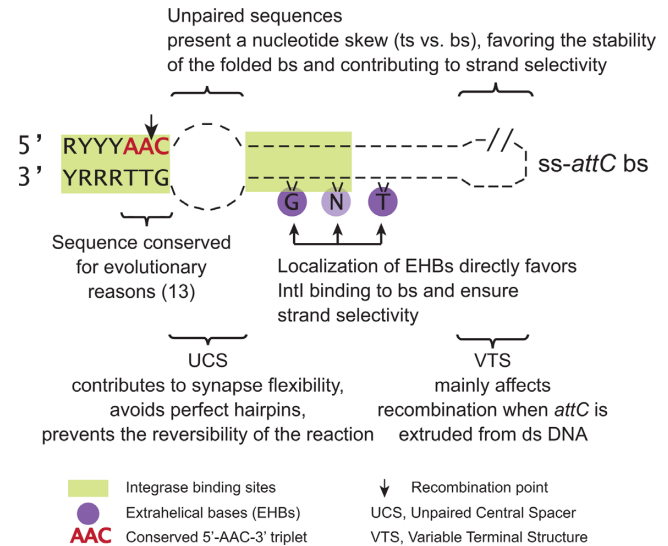 Unpaired sequences
present a nucleotide skew (ts vs. bs), favoring the stability
of the folded bs and contributing to strand selectivity
5' RYYYAAC
3' YRRRTTG
ss-attC bs
G N T
Sequence conserved
for evolutionary
reasons (13)
Localization of EHBs directly favors
IntI binding to bs and ensure
strand selectivity
UCS
contributes to synapse flexibility,
avoids perfect hairpins,
prevents the reversibility of the reaction
VTS
mainly affects
recombination when attC is
extruded from ds DNA
Integrase binding sites
Extrahelical bases (EHBs)
AAC Conserved 5'-AAC-3' triplet
Recombination point
UCS, Unpaired Central Spacer
VTS, Variable Terminal Structure